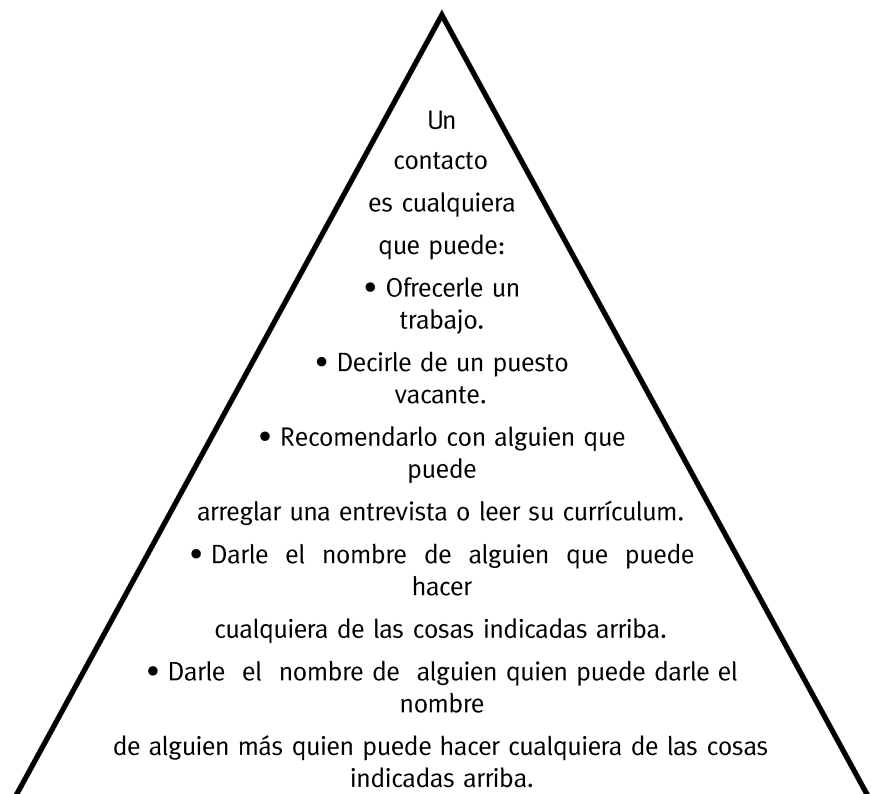 Un
contacto
es cualquiera
que puede:
• Ofrecerle un
trabajo.
• Decirle de un puesto
vacante.
• Recomendarlo con alguien que
puede
arreglar una entrevista o leer su currículum.
• Darle el nombre de alguien que puede
hacer
cualquiera de las cosas indicadas arriba.
• Darle el nombre de alguien quien puede darle el
nombre
de alguien más quien puede hacer cualquiera de las cosas
indicadas arriba.